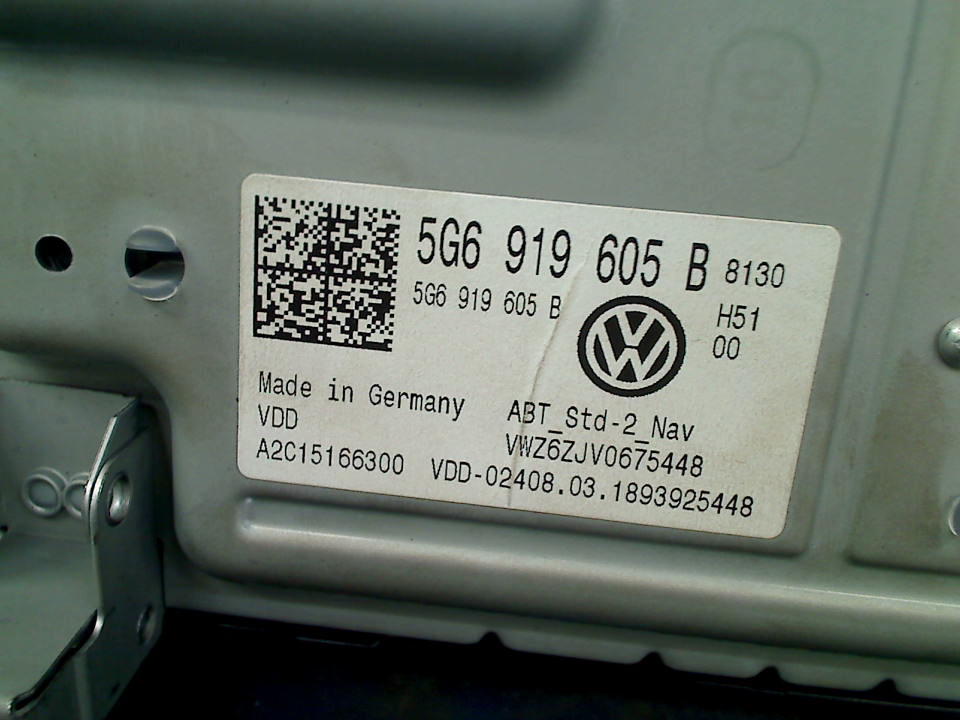 5G6 919 605 B 8130
5G6 919 605 B
H51
00
Made in Germany
VDD
A2C15166300
ABT_Std-2_Nav
VWZ6ZJV0675448
VDD-02408.03.1893925448